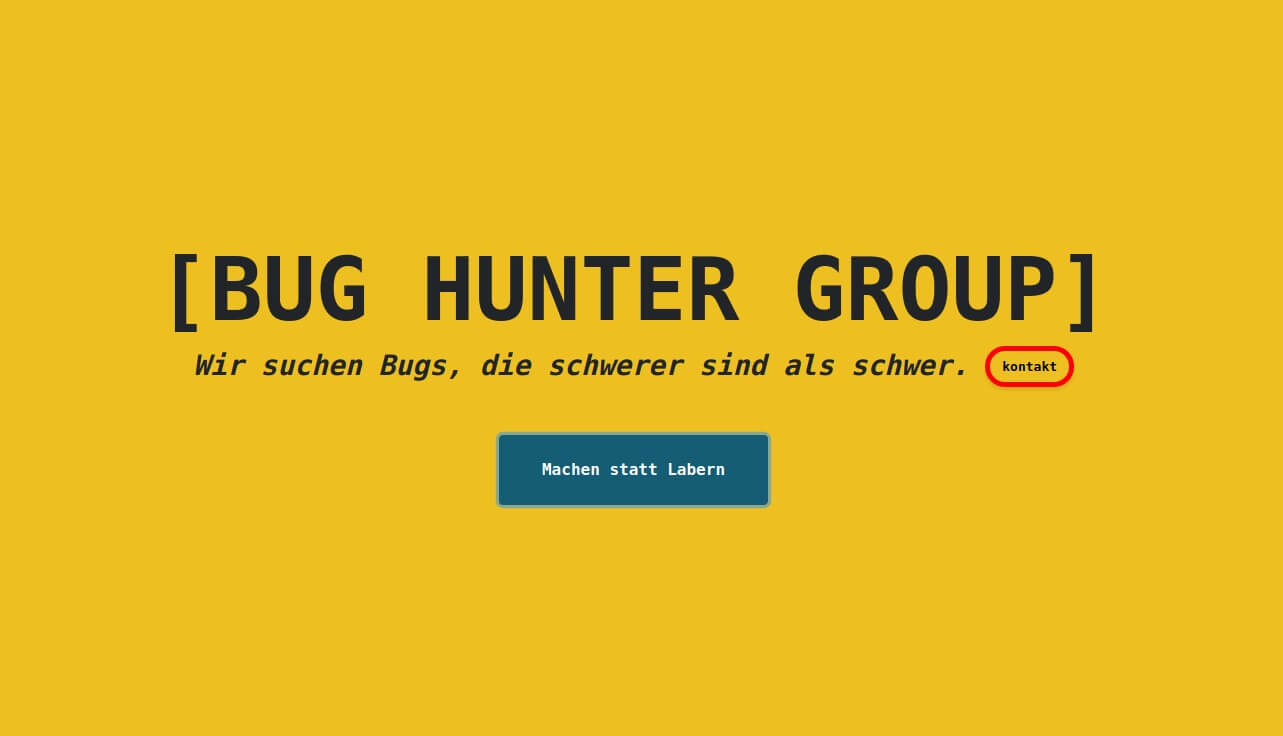 [BUG HUNTER GROUP]
Wir suchen Bugs, die schwerer sind als schwer. kontakt
Machen statt Labern